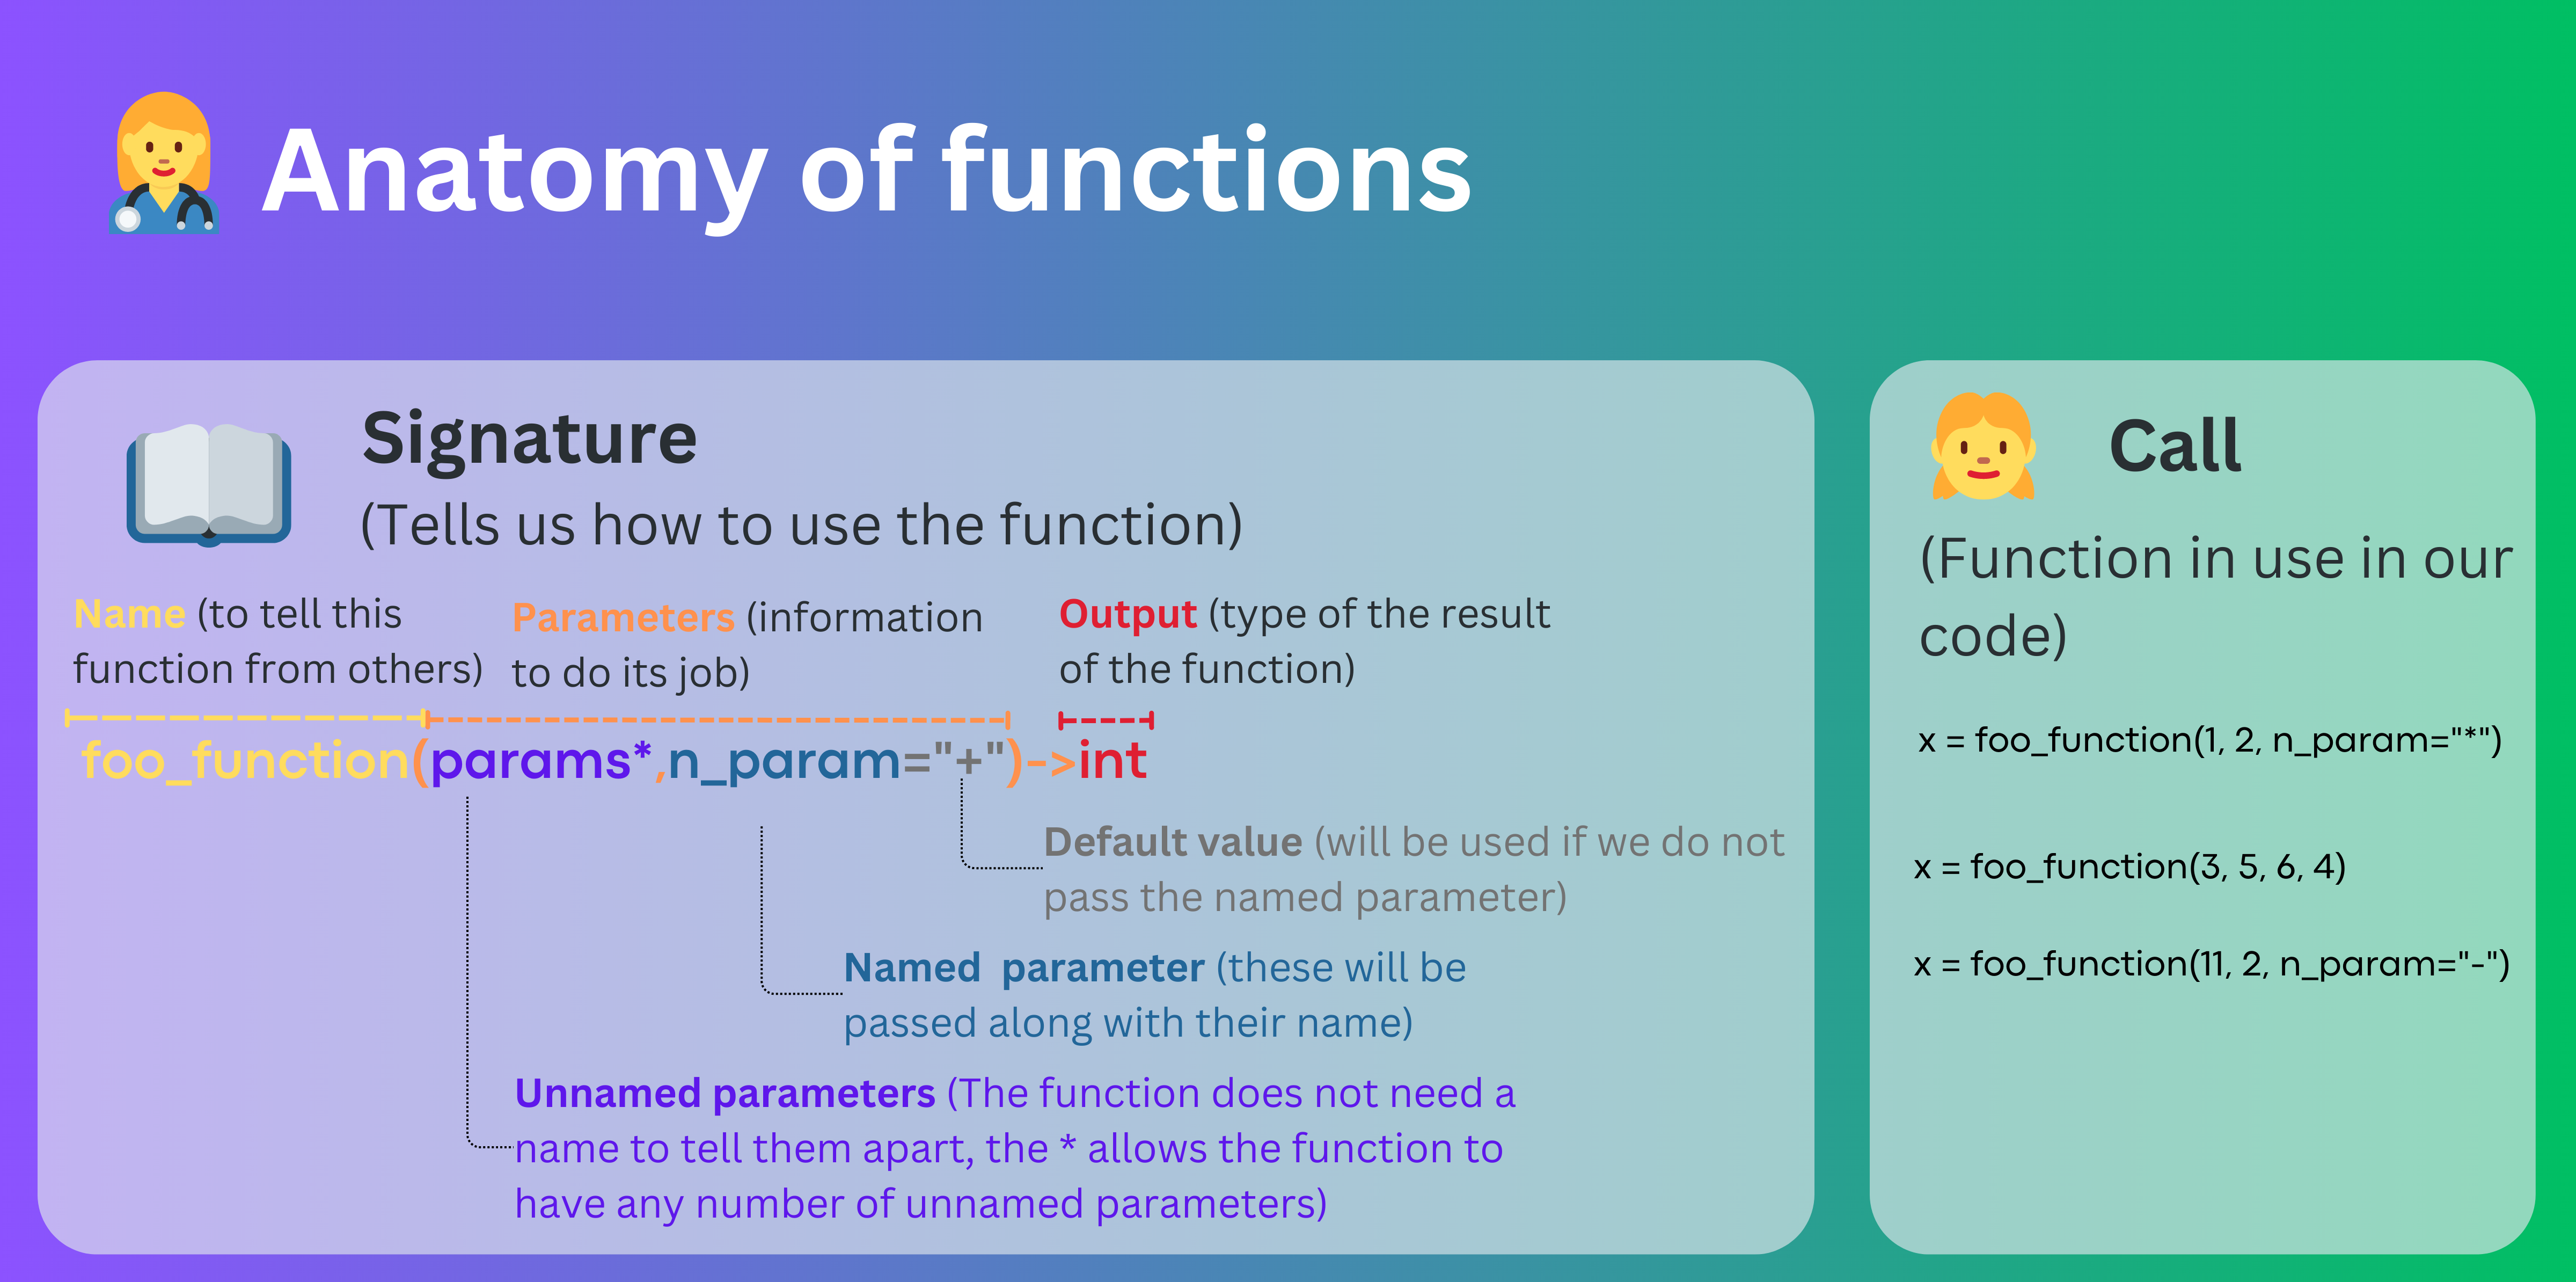 Anatomy of functions
Signature
(Tells us how to use the function)
Name (to tell this
function from others)
Parameters (information
to do its job)
Output (type of the result
of the function)
foo_function(params*,n_param="+")->int
Default value (will be used if we do not
pass the named parameter)
Named  parameter (these will be
passed along with their name)
Unnamed parameters (The function does not need a
name to tell them apart, the * allows the function to
have any number of unnamed parameters)
Call
(Function in use in our
code)
x = foo_function(1, 2, n_param="*")
x = foo_function(3, 5, 6, 4)
x = foo_function(11, 2, n_param="-")